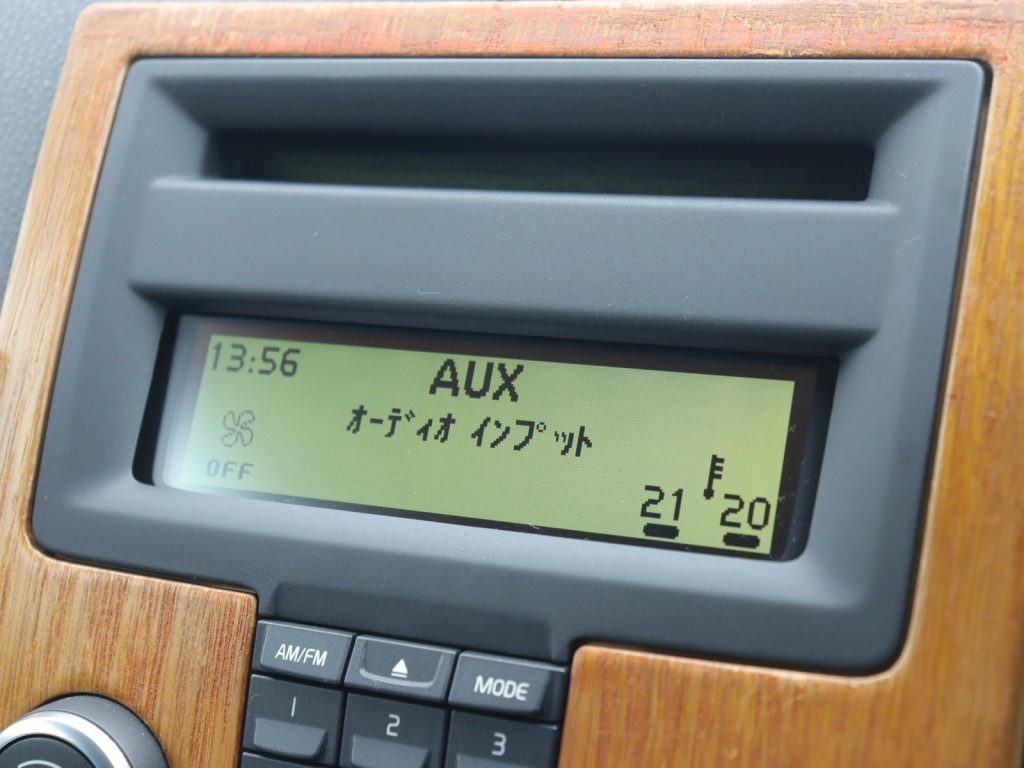 13:56
AUX
ｵｰﾃﾞｨｵ ｲﾝﾌﾟｯﾄ
OFF
21
20
AM/FM
MODE
1
2
3